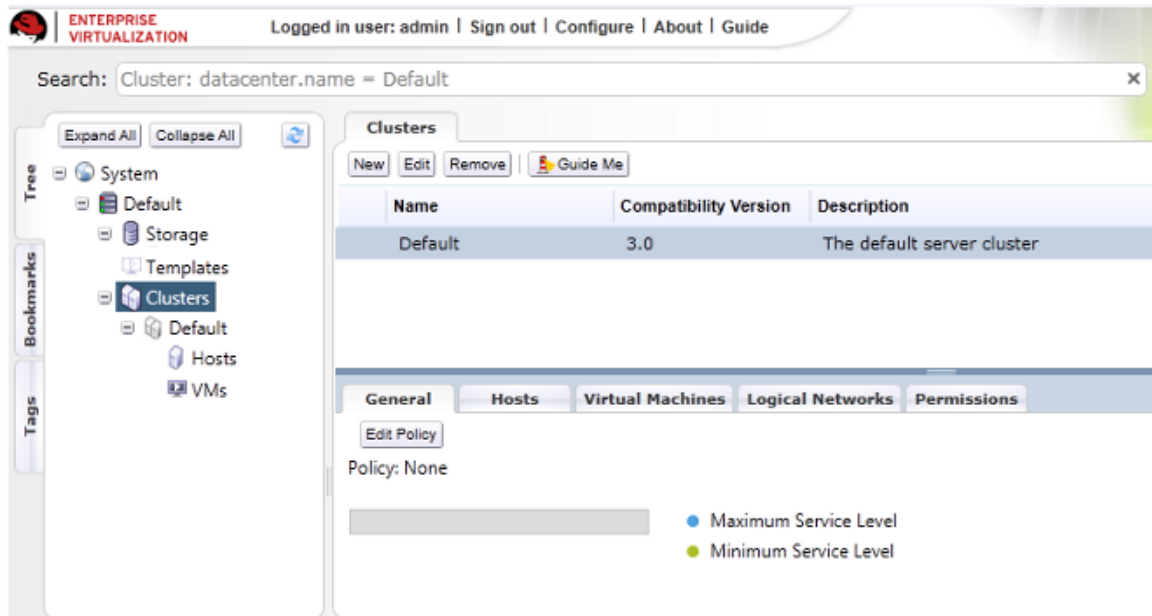 ENTERPRISE
VIRTUALIZATION
Logged in user: admin | Sign out | Configure | About | Guide
Search: Cluster: datacenter.name = Default
Tree
Bookmarks
Tags
Expand All Collapse All
System
Default
Storage
Templates
Clusters
Default
Hosts
VMs
Clusters
New Edit Remove | Guide Me
Name Compatibility Version Description
Default 3.0 The default server cluster
General Hosts Virtual Machines Logical Networks Permissions
Edit Policy
Policy: None
Maximum Service Level
Minimum Service Level